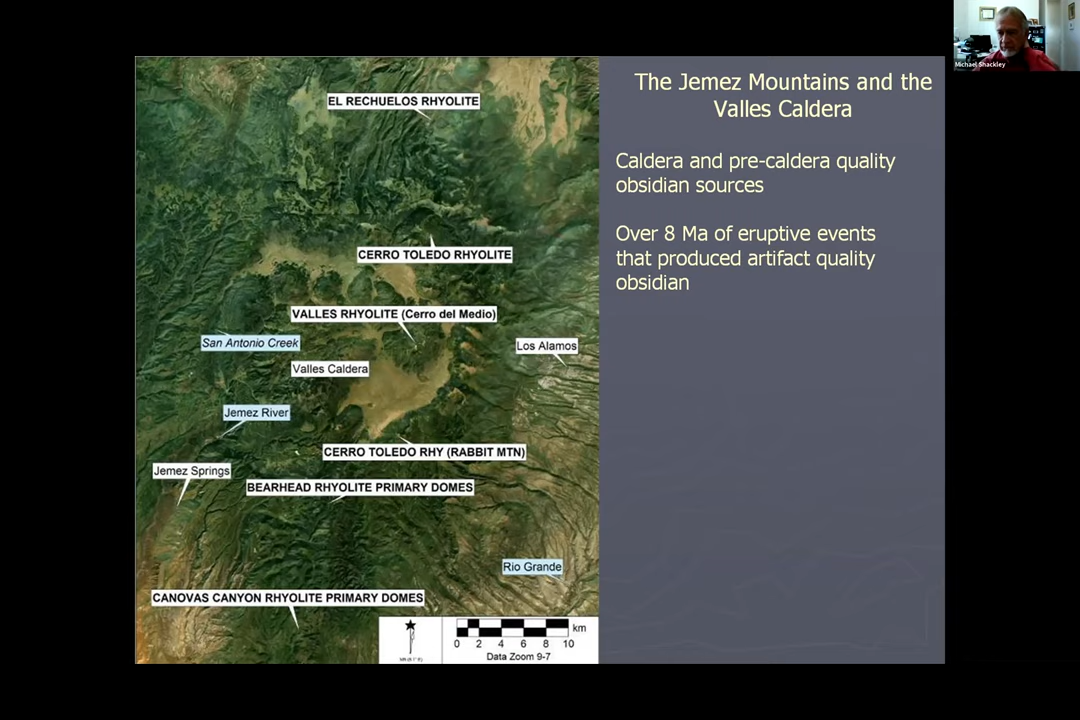 Michael Shackley
The Jemez Mountains and the
Valles Caldera
Caldera and pre-caldera quality
obsidian sources
Over 8 Ma of eruptive events
that produced artifact quality
obsidian
EL RECHUELOS RHYOLITE
CERRO TOLEDO RHYOLITE
VALLES RHYOLITE (Cerro del Medio)
San Antonio Creek
Los Alamos
Valles Caldera
Jemez River
CERRO TOLEDO RHY (RABBIT MTN)
Jemez Springs
BEARHEAD RHYOLITE PRIMARY DOMES
Rio Grande
CANOVAS CANYON RHYOLITE PRIMARY DOMES
km
0 2 4 6 8 10
Data Zoom 9-7